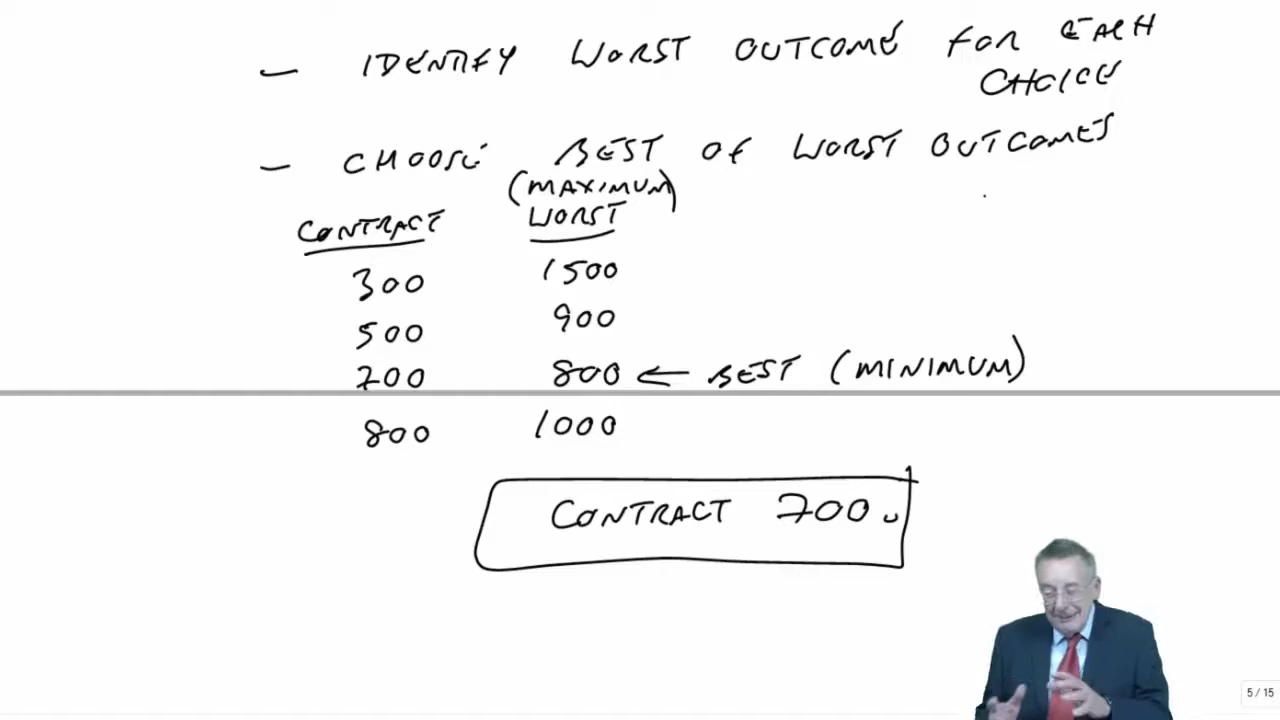 - IDENTIFY WORST OUTCOME FOR EACH
CHOICE
- CHOOSE BEST OF WORST OUTCOMES
(MAXIMUM)
CONTRACT WORST
300 1500
500 900
700 800 ← BEST (MINIMUM)
800 1000
CONTRACT 700 u
5 / 15